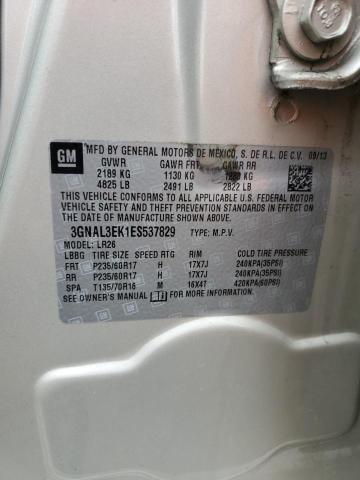 GM
MFD BY GENERAL MOTORS DE MEXICO, S. DE R.L. DE C.V. 09/13
GVWR GAWR FRT GAWR RR
2189 KG 1130 KG 1280 KG
4825 LB 2491 LB 2822 LB
THIS VEHICLE CONFORMS TO ALL APPLICABLE U.S. FEDERAL MOTOR
VEHICLE SAFETY AND THEFT PREVENTION STANDARDS IN EFFECT ON THE
DATE OF MANUFACTURE SHOWN ABOVE.
3GNAL3EK1ES537829 TYPE: M.P.V.
MODEL: LR26
LBBG TIRE SIZE SPEED RTG RIM COLD TIRE PRESSURE
FRT P235/60R17 H 17X7J 240KPA(35PSI)
RR P235/60R17 H 17X7J 240KPA(35PSI)
SPA T135/70R16 M 16X4T 420KPA(60PSI)
SEE OWNER'S MANUAL FOR MORE INFORMATION.